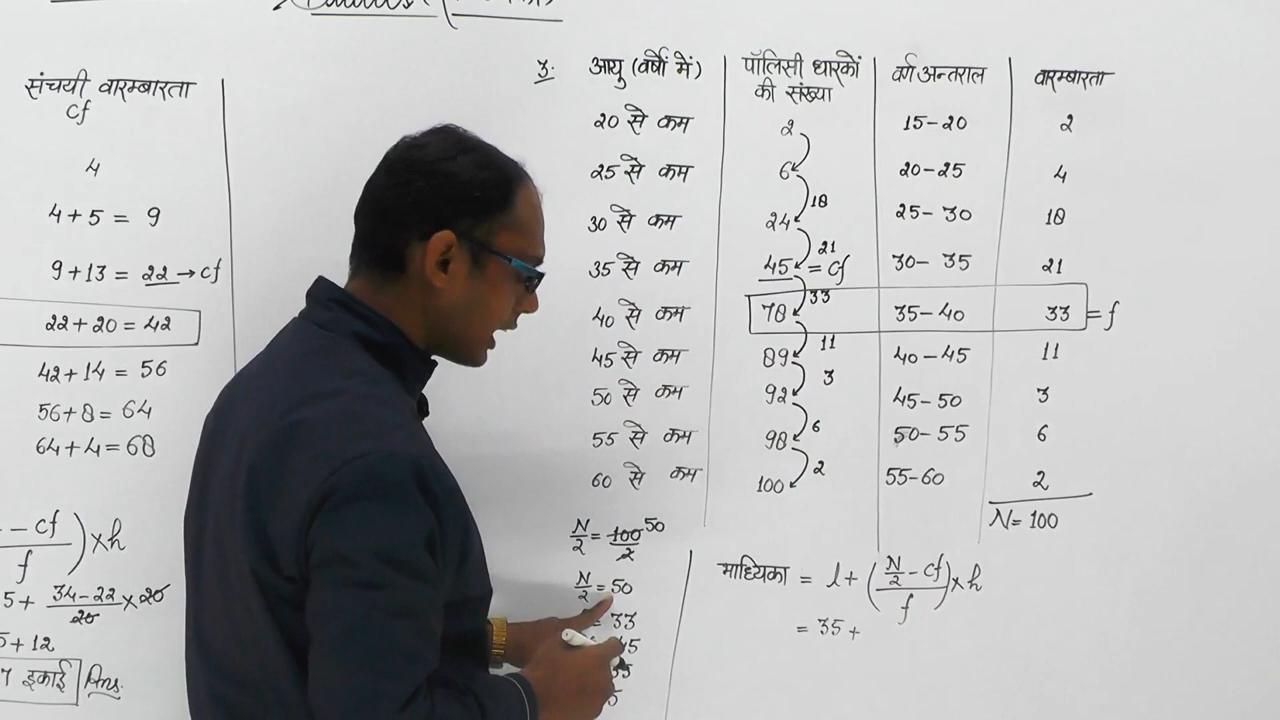 संचयी वारम्बारता
cf
4
4 + 5 = 9
9 + 13 = 22 → cf
22 + 20 = 42
42 + 14 = 56
56 + 8 = 64
64 + 4 = 68
- cf
f
) × h
5 + 34 - 22
20
× 20
5 + 12
7 इकाई Ans.
3. आयु (वर्षों में) पॉलिसी धारकों की संख्या वर्ग अन्तराल वारम्बारता
20 से कम 2 15-20 2
25 से कम 6 20-25 4
18
30 से कम 24 25-30 18
21
35 से कम 45 = cf 30-35 21
33
40 से कम 78 35-40 33 = f
11
45 से कम 89 40-45 11
3
50 से कम 92 45-50 3
6
55 से कम 98 50-55 6
2
60 से कम 100 55-60 2
N = 100
N/2 = 100/2 50
N/2 = 50
= 33
45
35
5
माध्यिका = l + ( (N/2 - cf) / f ) × h
= 35 +